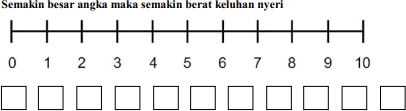 Semakin besar angka maka semakin berat keluhan nyeri
0 1 2 3 4 5 6 7 8 9 10